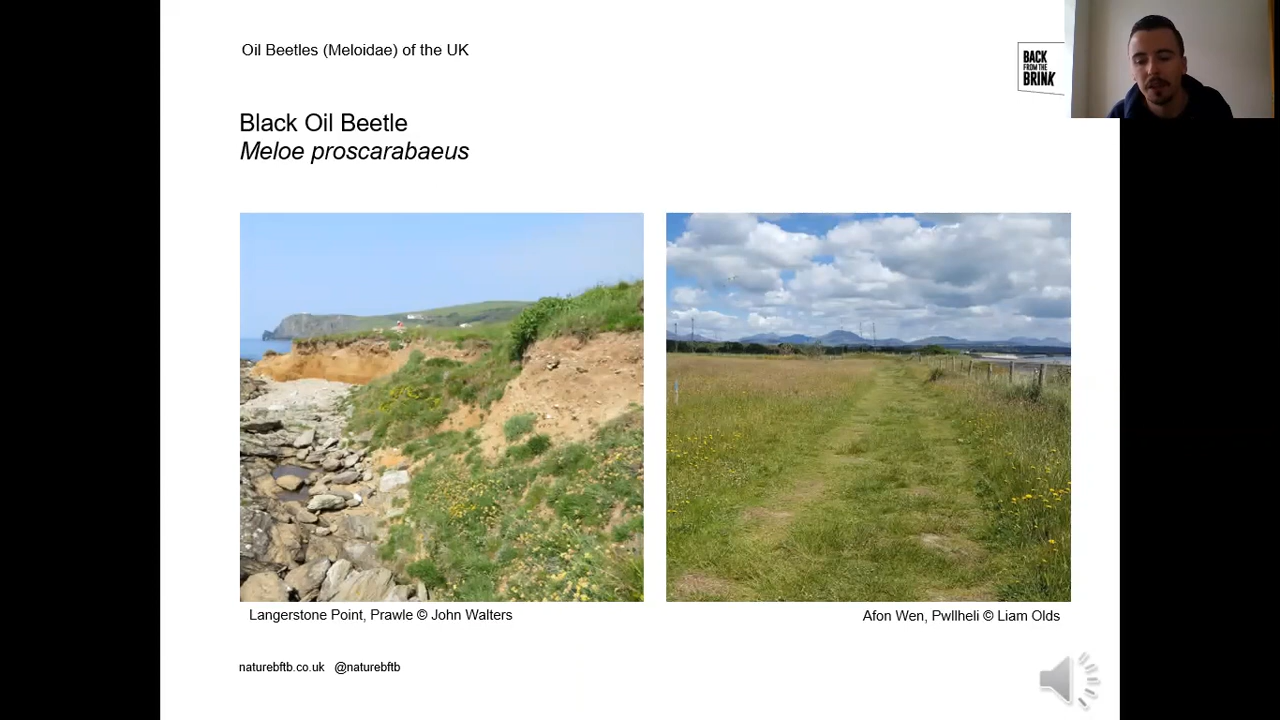 Oil Beetles (Meloidae) of the UK
BACK
FROM THE
BRINK
Black Oil Beetle
Meloe proscarabaeus
Langerstone Point, Prawle © John Walters
Afon Wen, Pwllheli © Liam Olds
naturebftb.co.uk @naturebftb